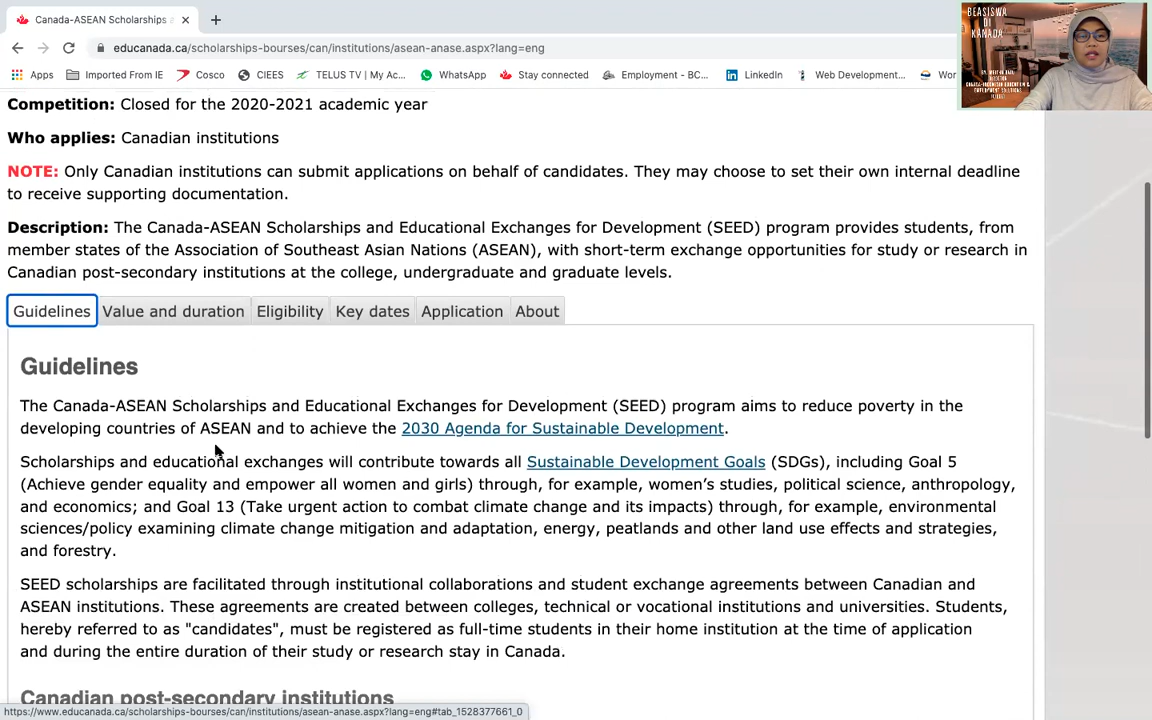 Canada-ASEAN Scholarships a
educanada.ca/scholarships-bourses/can/institutions/asean-anase.aspx?lang=eng
Apps Imported From IE Cosco CIEES TELUS TV | My Ac... WhatsApp Stay connected Employment - BC... LinkedIn Web Development... Wor
BEASISWA
DI
KANADA
Competition: Closed for the 2020-2021 academic year
Who applies: Canadian institutions
NOTE: Only Canadian institutions can submit applications on behalf of candidates. They may choose to set their own internal deadline
to receive supporting documentation.
Description: The Canada-ASEAN Scholarships and Educational Exchanges for Development (SEED) program provides students, from
member states of the Association of Southeast Asian Nations (ASEAN), with short-term exchange opportunities for study or research in
Canadian post-secondary institutions at the college, undergraduate and graduate levels.
Guidelines Value and duration Eligibility Key dates Application About
Guidelines
The Canada-ASEAN Scholarships and Educational Exchanges for Development (SEED) program aims to reduce poverty in the
developing countries of ASEAN and to achieve the 2030 Agenda for Sustainable Development.
Scholarships and educational exchanges will contribute towards all Sustainable Development Goals (SDGs), including Goal 5
(Achieve gender equality and empower all women and girls) through, for example, women's studies, political science, anthropology,
and economics; and Goal 13 (Take urgent action to combat climate change and its impacts) through, for example, environmental
sciences/policy examining climate change mitigation and adaptation, energy, peatlands and other land use effects and strategies,
and forestry.
SEED scholarships are facilitated through institutional collaborations and student exchange agreements between Canadian and
ASEAN institutions. These agreements are created between colleges, technical or vocational institutions and universities. Students,
hereby referred to as "candidates", must be registered as full-time students in their home institution at the time of application
and during the entire duration of their study or research stay in Canada.
Canadian post-secondary institutions
https://www.educanada.ca/scholarships-bourses/can/institutions/asean-anase.aspx?lang=eng#tab_1528377661_0